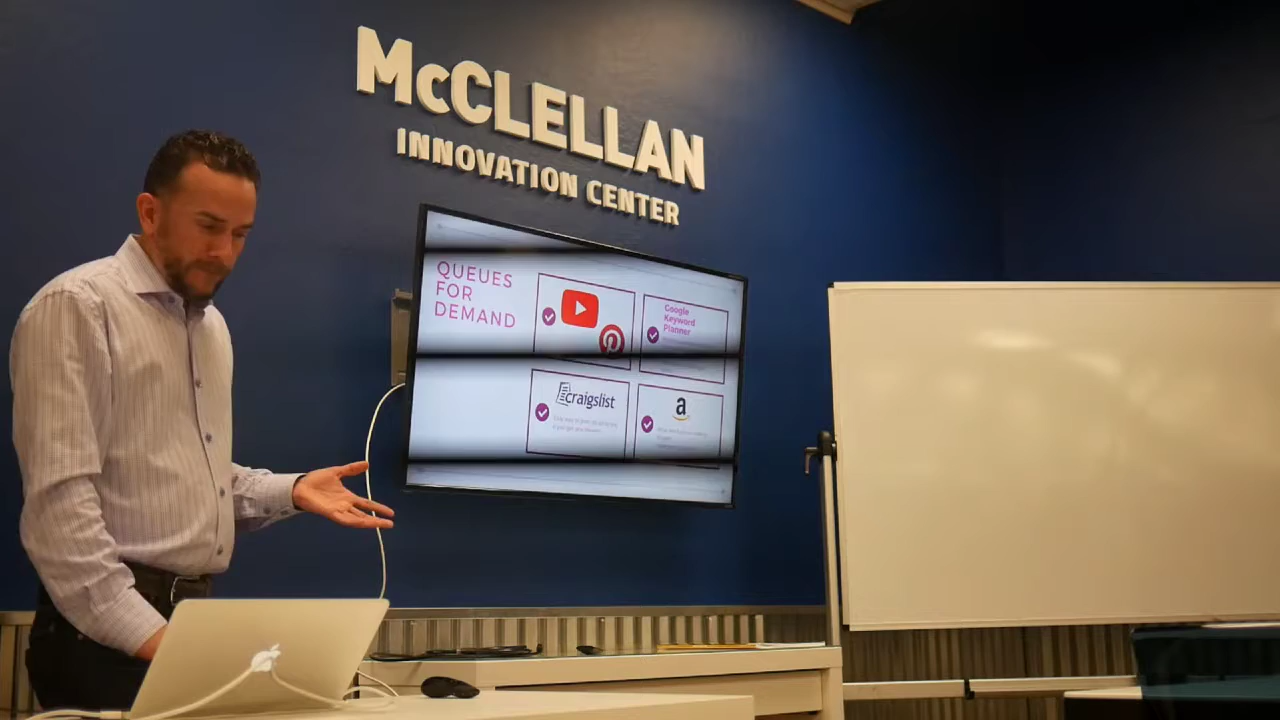 McCLELLAN
INNOVATION CENTER
QUEUES
FOR
DEMAND
Google
Keyword
Planner
craigslist
a